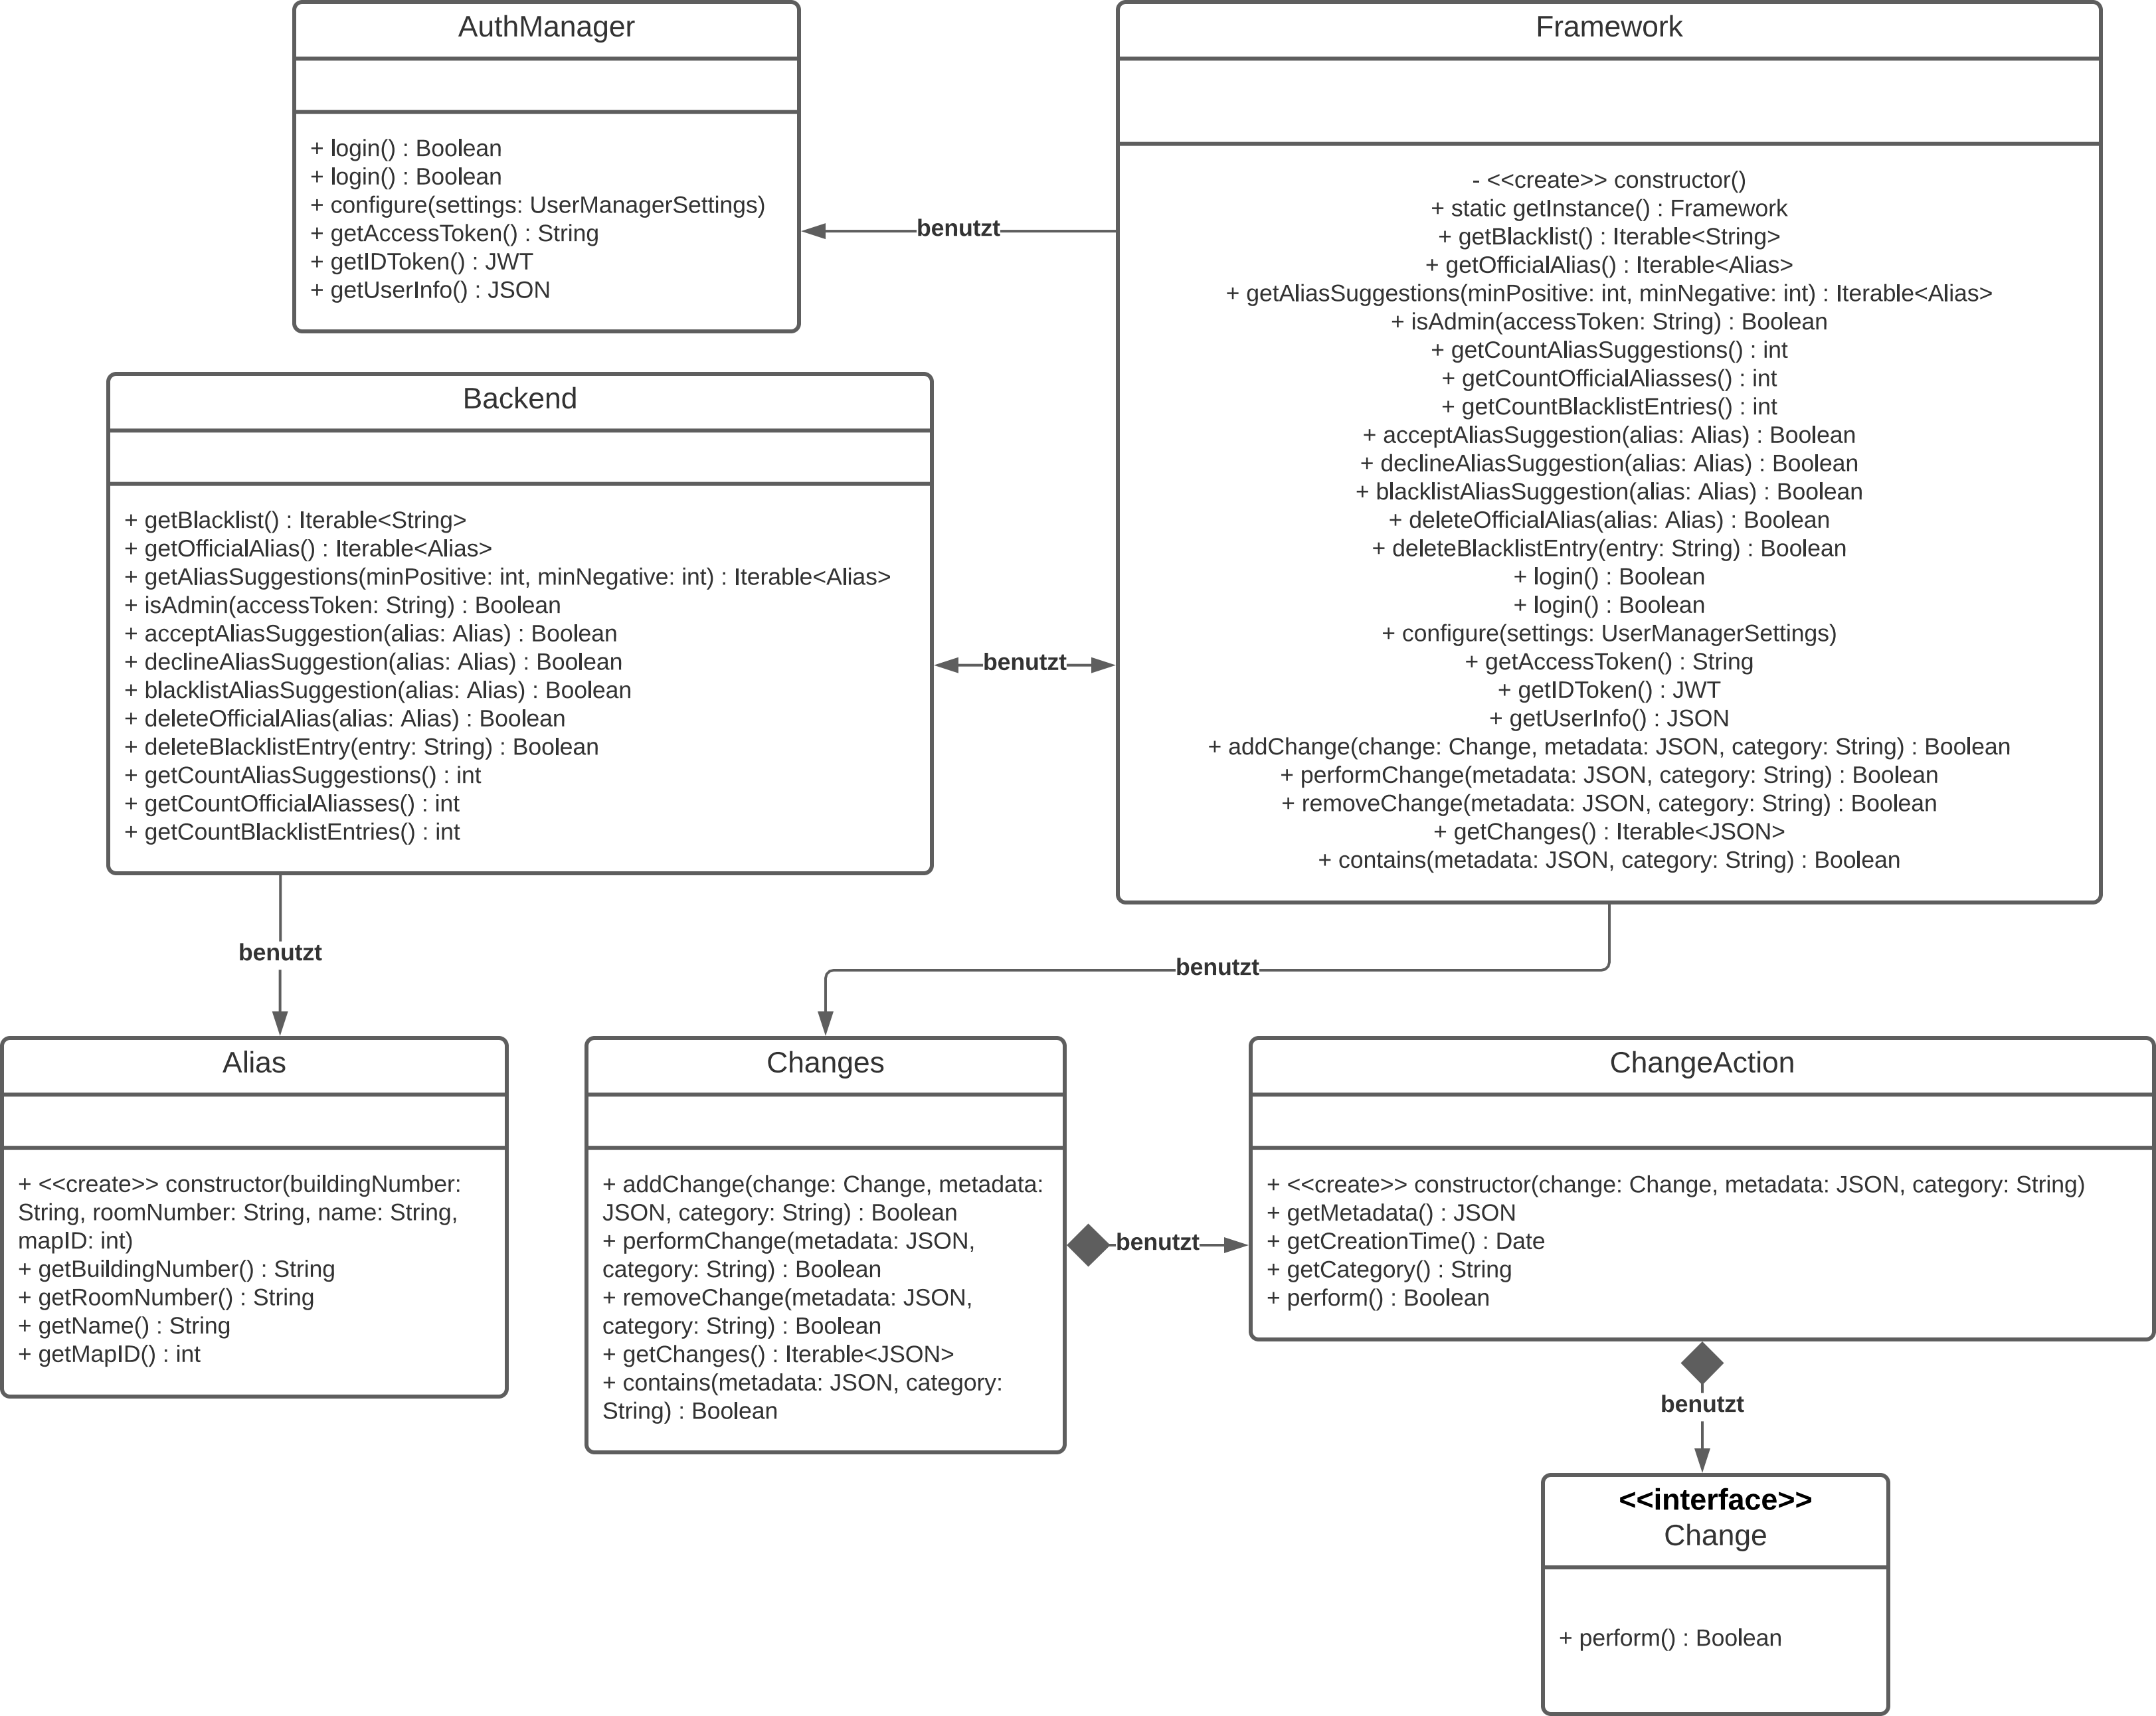 AuthManager
+ login() : Boolean
+ login() : Boolean
+ configure(settings: UserManagerSettings)
+ getAccessToken() : String
+ getIDToken() : JWT
+ getUserInfo() : JSON
benutzt
Framework
- <<create>> constructor()
+ static getInstance() : Framework
+ getBlacklist() : Iterable<String>
+ getOfficialAlias() : Iterable<Alias>
+ getAliasSuggestions(minPositive: int, minNegative: int) : Iterable<Alias>
+ isAdmin(accessToken: String) : Boolean
+ getCountAliasSuggestions() : int
+ getCountOfficialAliasses() : int
+ getCountBlacklistEntries() : int
+ acceptAliasSuggestion(alias: Alias) : Boolean
+ declineAliasSuggestion(alias: Alias) : Boolean
+ blacklistAliasSuggestion(alias: Alias) : Boolean
+ deleteOfficialAlias(alias: Alias) : Boolean
+ deleteBlacklistEntry(entry: String) : Boolean
+ login() : Boolean
+ login() : Boolean
+ configure(settings: UserManagerSettings)
+ getAccessToken() : String
+ getIDToken() : JWT
+ getUserInfo() : JSON
+ addChange(change: Change, metadata: JSON, category: String) : Boolean
+ performChange(metadata: JSON, category: String) : Boolean
+ removeChange(metadata: JSON, category: String) : Boolean
+ getChanges() : Iterable<JSON>
+ contains(metadata: JSON, category: String) : Boolean
Backend
+ getBlacklist() : Iterable<String>
+ getOfficialAlias() : Iterable<Alias>
+ getAliasSuggestions(minPositive: int, minNegative: int) : Iterable<Alias>
+ isAdmin(accessToken: String) : Boolean
+ acceptAliasSuggestion(alias: Alias) : Boolean
+ declineAliasSuggestion(alias: Alias) : Boolean
+ blacklistAliasSuggestion(alias: Alias) : Boolean
+ deleteOfficialAlias(alias: Alias) : Boolean
+ deleteBlacklistEntry(entry: String) : Boolean
+ getCountAliasSuggestions() : int
+ getCountOfficialAliasses() : int
+ getCountBlacklistEntries() : int
benutzt
benutzt
benutzt
Alias
+ <<create>> constructor(buildingNumber:
String, roomNumber: String, name: String,
mapID: int)
+ getBuildingNumber() : String
+ getRoomNumber() : String
+ getName() : String
+ getMapID() : int
Changes
+ addChange(change: Change, metadata:
JSON, category: String) : Boolean
+ performChange(metadata: JSON,
category: String) : Boolean
+ removeChange(metadata: JSON,
category: String) : Boolean
+ getChanges() : Iterable<JSON>
+ contains(metadata: JSON, category:
String) : Boolean
benutzt
ChangeAction
+ <<create>> constructor(change: Change, metadata: JSON, category: String)
+ getMetadata() : JSON
+ getCreationTime() : Date
+ getCategory() : String
+ perform() : Boolean
benutzt
<<interface>>
Change
+ perform() : Boolean